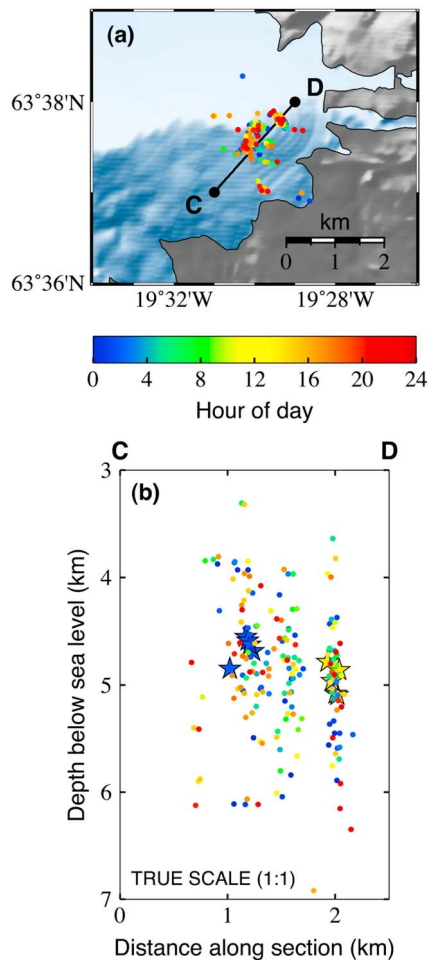 (a)
63°38'N
D
C
km
0 1 2
63°36'N
19°32'W 19°28'W
0 4 8 12 16 20 24
Hour of day
C D
3
(b)
4
Depth below sea level (km)
5
6
TRUE SCALE (1:1)
7
0 1 2
Distance along section (km)